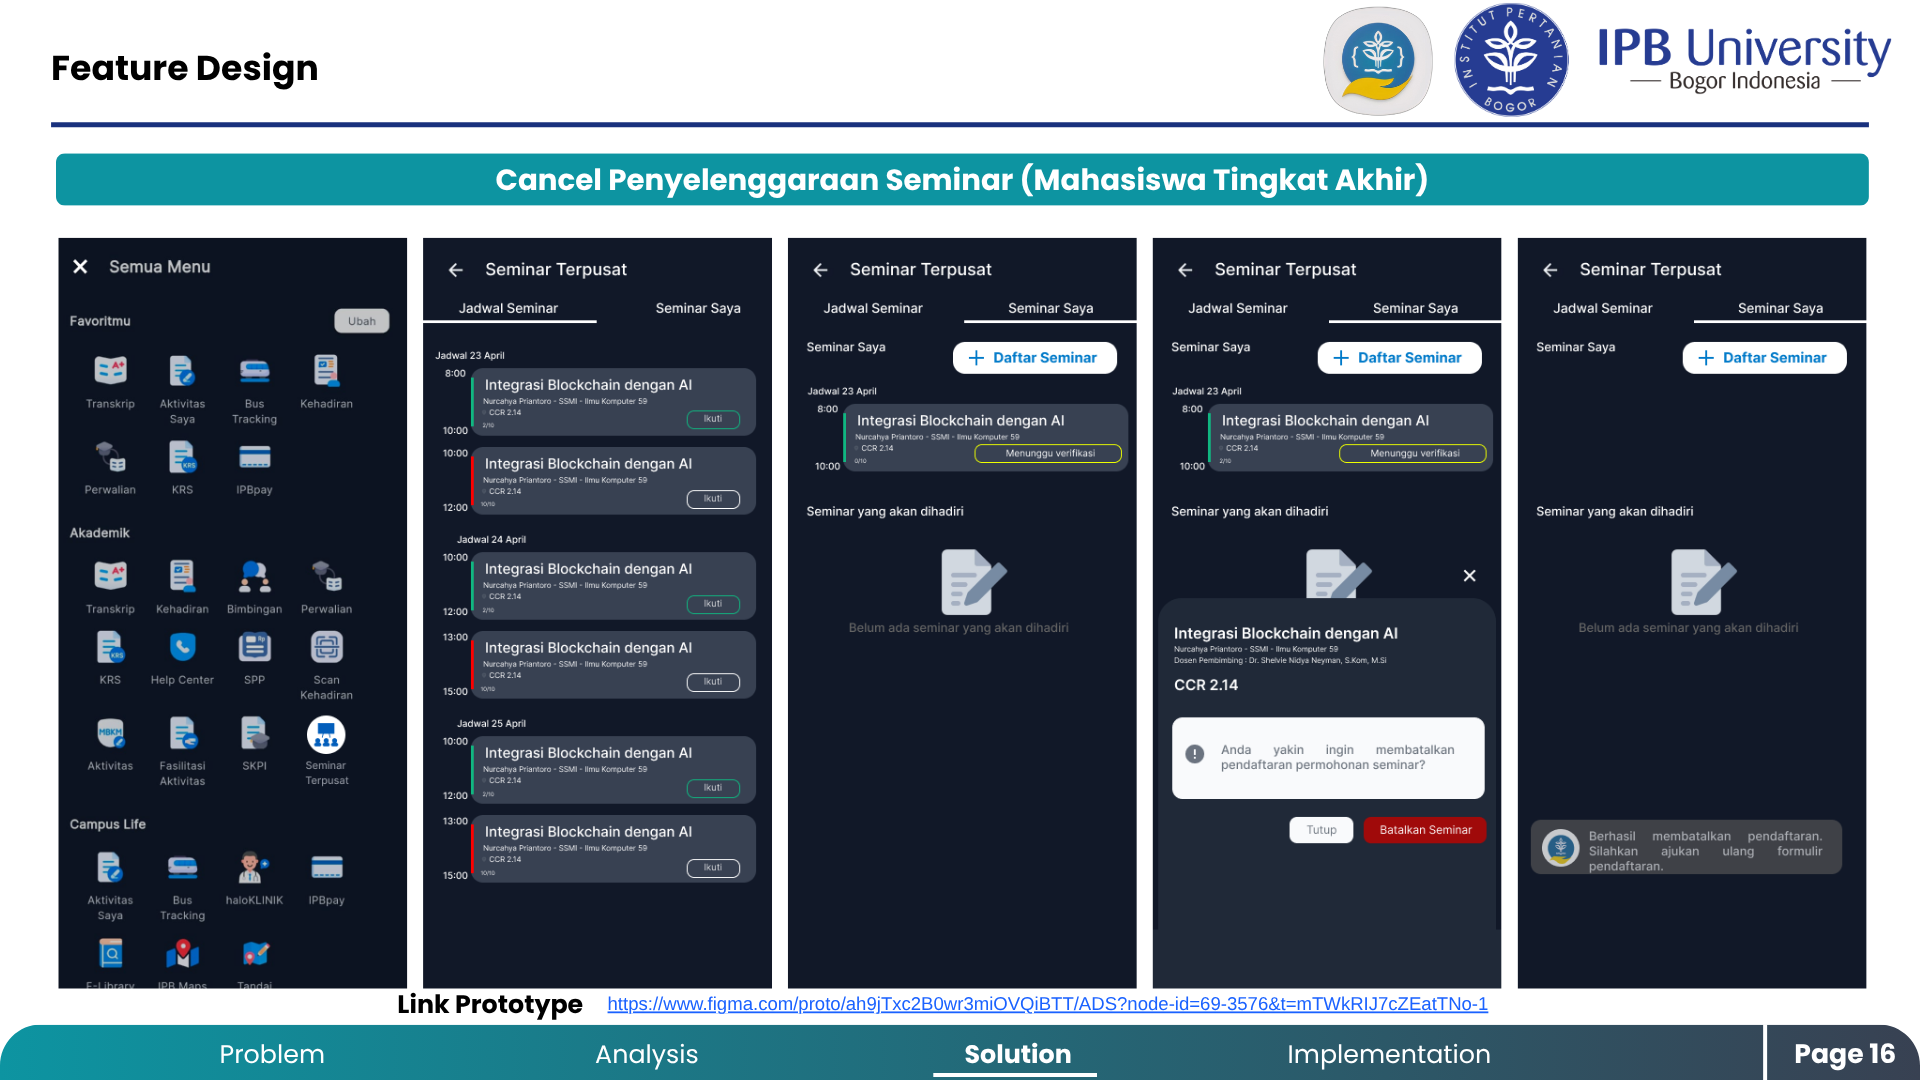 Feature Design
INSTITUT PERTANIAN
BOGOR
IPB University
Bogor Indonesia
Cancel Penyelenggaraan Seminar (Mahasiswa Tingkat Akhir)
Semua Menu
Favoritmu
Ubah
Transkrip
Aktivitas
Saya
Bus
Tracking
Kehadiran
Perwalian
KRS
IPBpay
Akademik
Transkrip
Kehadiran
Bimbingan
Perwalian
KRS
Help Center
SPP
Scan
Kehadiran
MBKM
Aktivitas
Fasilitasi
Aktivitas
SKPI
Seminar
Terpusat
Campus Life
Aktivitas
Saya
Bus
Tracking
haloKLINIK
IPBpay
E-Library
IPB Maps
Tandai
Seminar Terpusat
Jadwal Seminar
Seminar Saya
Jadwal 23 April
8:00
Integrasi Blockchain dengan AI
Nurcahya Priantoro - SSMI - Ilmu Komputer 59
CCR 2.14
2/10
Ikuti
10:00
10:00
Integrasi Blockchain dengan AI
Nurcahya Priantoro - SSMI - Ilmu Komputer 59
CCR 2.14
10/10
Ikuti
12:00
Jadwal 24 April
10:00
Integrasi Blockchain dengan AI
Nurcahya Priantoro - SSMI - Ilmu Komputer 59
CCR 2.14
2/10
Ikuti
12:00
13:00
Integrasi Blockchain dengan AI
Nurcahya Priantoro - SSMI - Ilmu Komputer 59
CCR 2.14
10/10
Ikuti
15:00
Jadwal 25 April
10:00
Integrasi Blockchain dengan AI
Nurcahya Priantoro - SSMI - Ilmu Komputer 59
CCR 2.14
2/10
Ikuti
12:00
13:00
Integrasi Blockchain dengan AI
Nurcahya Priantoro - SSMI - Ilmu Komputer 59
CCR 2.14
10/10
Ikuti
15:00
Seminar Terpusat
Jadwal Seminar
Seminar Saya
Seminar Saya
Daftar Seminar
Jadwal 23 April
8:00
Integrasi Blockchain dengan AI
Nurcahya Priantoro - SSMI - Ilmu Komputer 59
CCR 2.14
0/10
Menunggu verifikasi
10:00
Seminar yang akan dihadiri
Belum ada seminar yang akan dihadiri
Seminar Terpusat
Jadwal Seminar
Seminar Saya
Seminar Saya
Daftar Seminar
Jadwal 23 April
8:00
Integrasi Blockchain dengan AI
Nurcahya Priantoro - SSMI - Ilmu Komputer 59
CCR 2.14
2/10
Menunggu verifikasi
10:00
Seminar yang akan dihadiri
Integrasi Blockchain dengan AI
Nurcahya Priantoro - SSMI - Ilmu Komputer 59
Dosen Pembimbing : Dr. Shelvie Nidya Neyman, S.Kom, M.Si
CCR 2.14
Anda yakin ingin membatalkan
pendaftaran permohonan seminar?
Tutup
Batalkan Seminar
Seminar Terpusat
Jadwal Seminar
Seminar Saya
Seminar Saya
Daftar Seminar
Seminar yang akan dihadiri
Belum ada seminar yang akan dihadiri
Berhasil membatalkan pendaftaran.
Silahkan ajukan ulang formulir
pendaftaran.
Link Prototype
https://www.figma.com/proto/ah9jTxc2B0wr3miOVQiBTT/ADS?node-id=69-3576&t=mTWkRIJ7cZEatTNo-1
Problem
Analysis
Solution
Implementation
Page 16